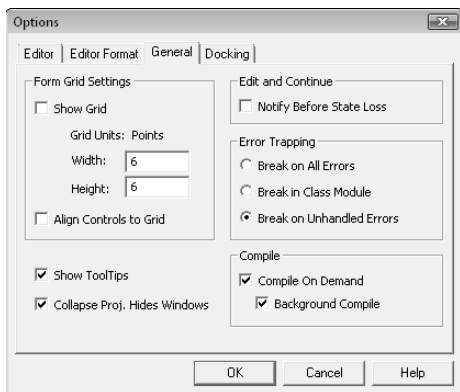 Options
Editor
Editor Format
General
Docking
Form Grid Settings
Show Grid
Grid Units: Points
Width: 6
Height: 6
Align Controls to Grid
Show ToolTips
Collapse Proj. Hides Windows
Edit and Continue
Notify Before State Loss
Error Trapping
Break on All Errors
Break in Class Module
Break on Unhandled Errors
Compile
Compile On Demand
Background Compile
OK
Cancel
Help